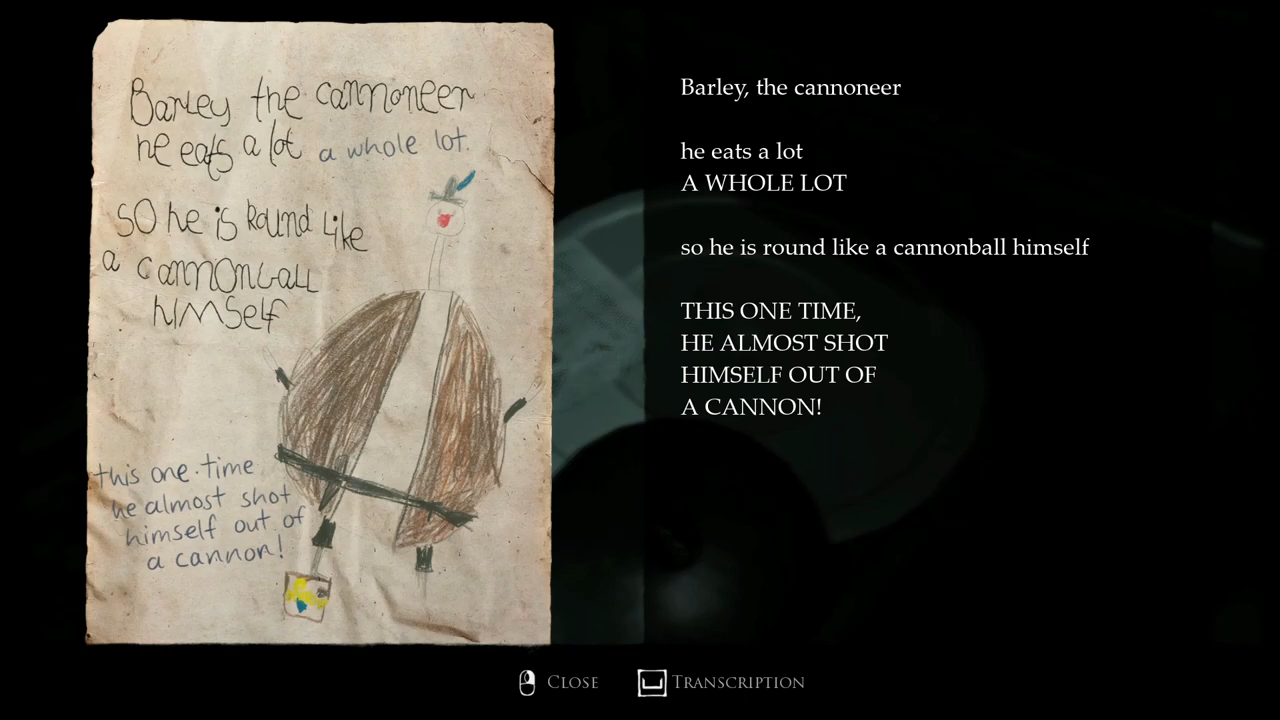 Barley the cannoneer
he eats a lot a whole lot.
SO he is Round Like
a cannonball
himself
this one time
he almost shot
himself out of
a cannon!
Barley, the cannoneer
he eats a lot
A WHOLE LOT
so he is round like a cannonball himself
THIS ONE TIME,
HE ALMOST SHOT
HIMSELF OUT OF
A CANNON!
CLOSE
TRANSCRIPTION